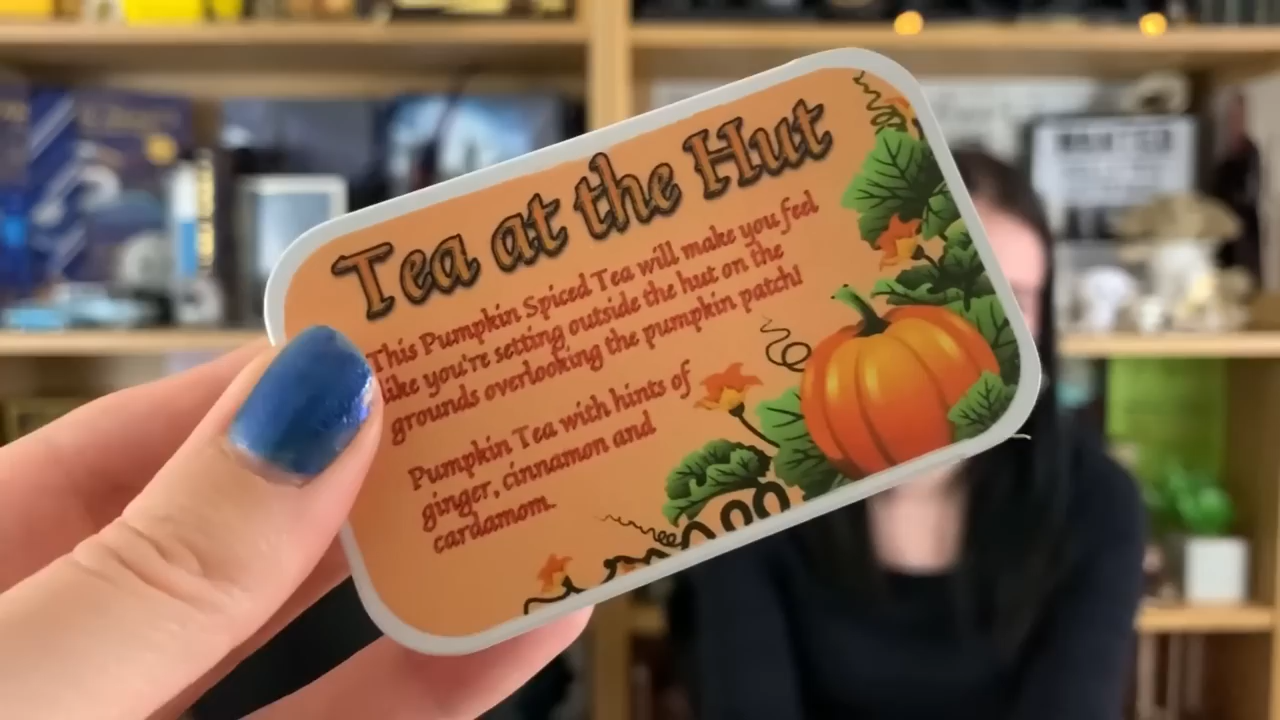 Tea at the Hut
This Pumpkin Spiced Tea will make you feel
like you're setting outside the hut on the
grounds overlooking the pumpkin patch!
Pumpkin Tea with hints of
ginger, cinnamon and
cardamom.